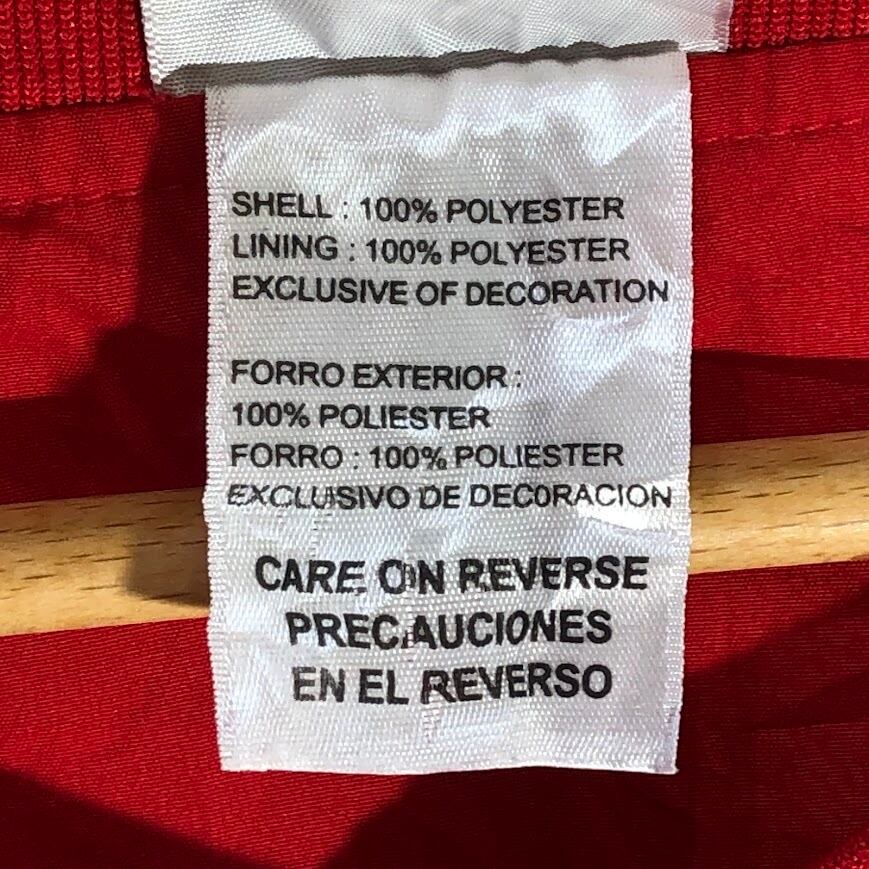 SHELL : 100% POLYESTER
LINING : 100% POLYESTER
EXCLUSIVE OF DECORATION
FORRO EXTERIOR :
100% POLIESTER
FORRO : 100% POLIESTER
EXCLUSIVO DE DECORACION
CARE ON REVERSE
PRECAUCIONES
EN EL REVERSO